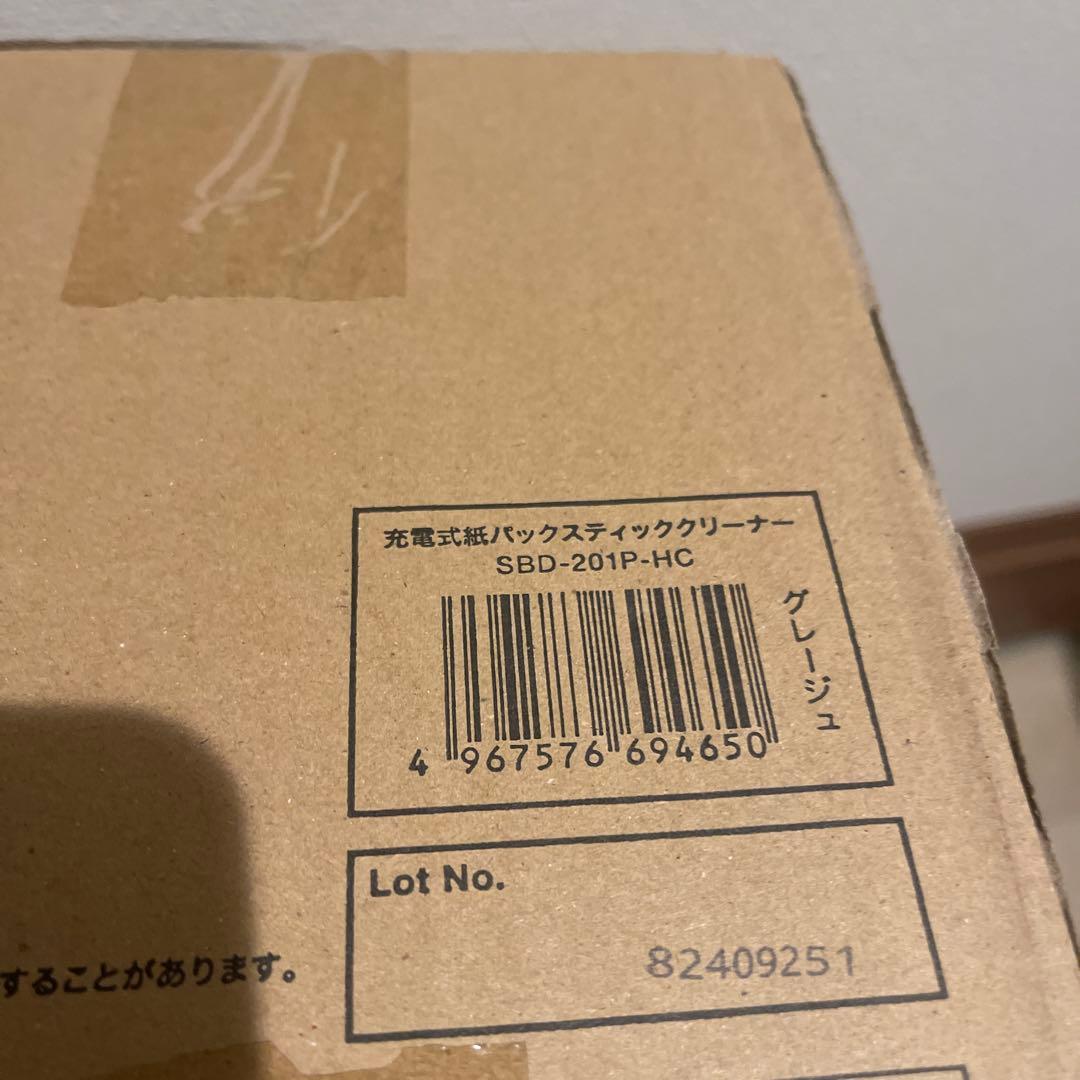 充電式紙パックスティッククリーナー
SBD-201P-HC
グレージュ
4 967576 694650
Lot No.
82409251
することがあります。